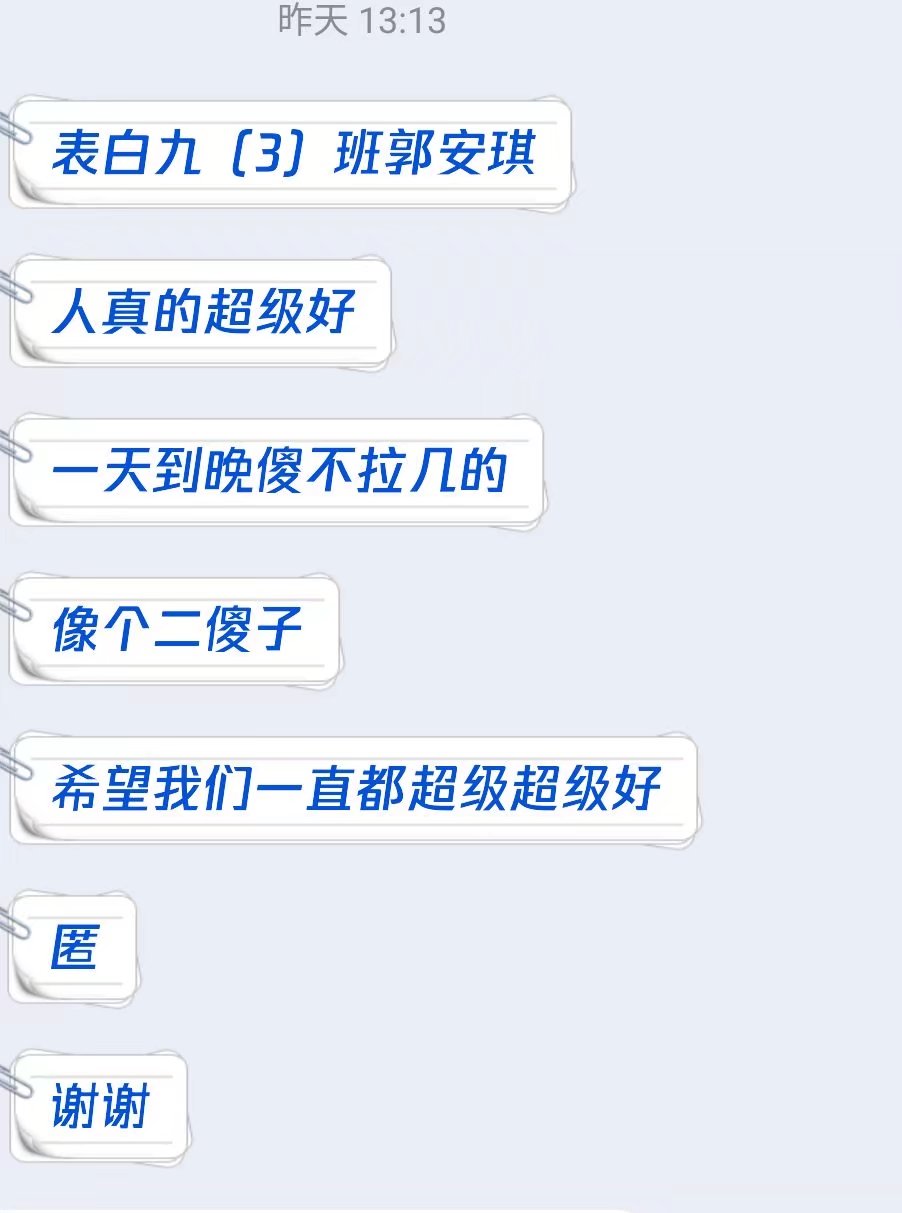 昨天 13:13
表白九（3）班郭安琪
人真的超级好
一天到晚傻不拉几的
像个二傻子
希望我们一直都超级超级好
匿
谢谢